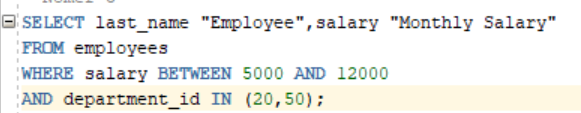 SELECT last_name "Employee",salary "Monthly Salary"
FROM employees
WHERE salary BETWEEN 5000 AND 12000
AND department_id IN (20,50);